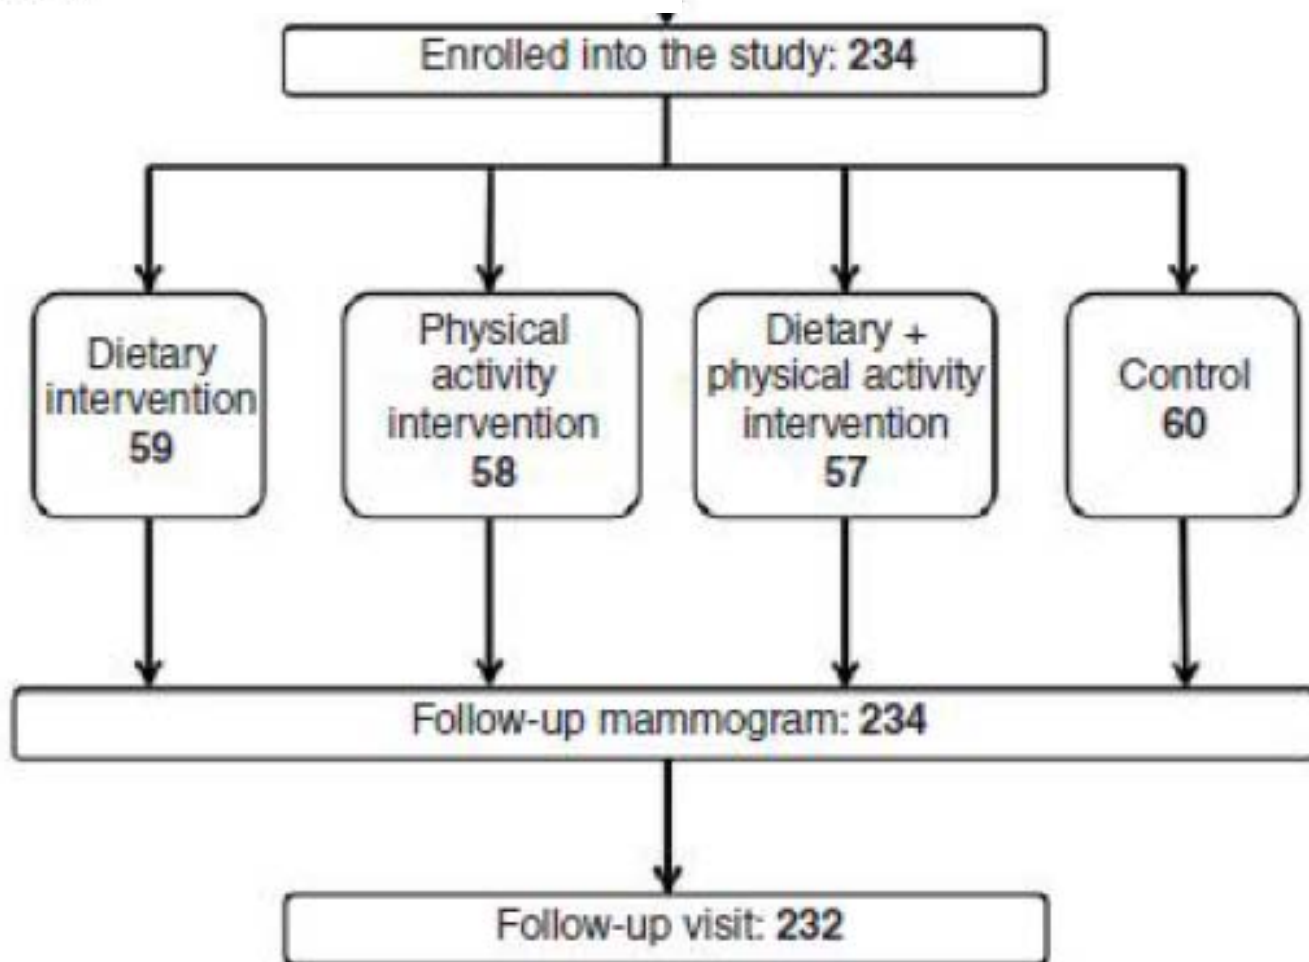 Enrolled into the study: 234
Dietary
intervention
59
Physical
activity
intervention
58
Dietary +
physical activity
intervention
57
Control
60
Follow-up mammogram: 234
Follow-up visit: 232